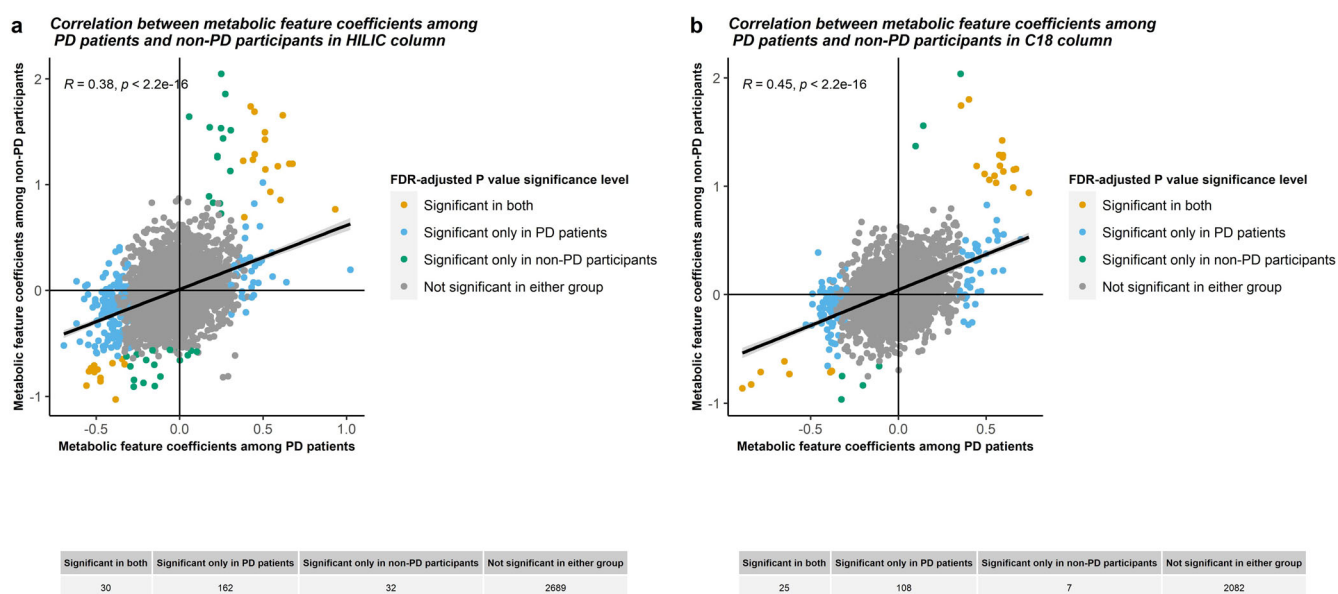 a
Correlation between metabolic feature coefficients among
PD patients and non-PD participants in HILIC column
R = 0.38, p < 2.2e-16
Metabolic feature coefficients among non-PD participants
2
1
0
-1
-0.5
0.0
0.5
1.0
Metabolic feature coefficients among PD patients
FDR-adjusted P value significance level
Significant in both
Significant only in PD patients
Significant only in non-PD participants
Not significant in either group
Significant in both Significant only in PD patients Significant only in non-PD participants Not significant in either group
30 162 32 2689
b
Correlation between metabolic feature coefficients among
PD patients and non-PD participants in C18 column
R = 0.45, p < 2.2e-16
Metabolic feature coefficients among non-PD participants
2
1
0
-1
-0.5
0.0
0.5
Metabolic feature coefficients among PD patients
FDR-adjusted P value significance level
Significant in both
Significant only in PD patients
Significant only in non-PD participants
Not significant in either group
Significant in both Significant only in PD patients Significant only in non-PD participants Not significant in either group
25 108 7 2082